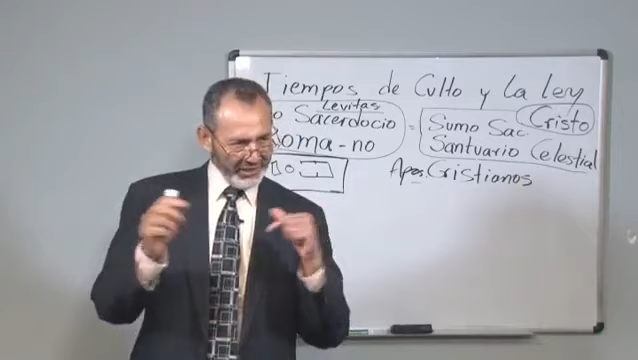 Tiempos de Culto y la Ley
Levitas
o Sacerdocio = Sumo Sac. Cristo
Roma-no Santuario Celestial
Apos. Cristianos